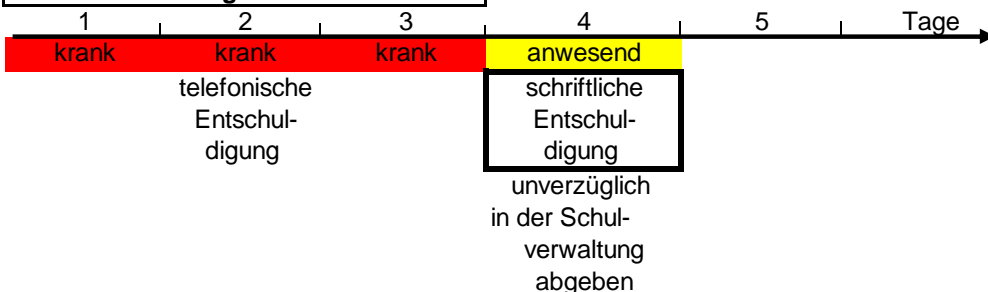 1 2 3 4 5 Tage
krank krank krank anwesend
telefonische
Entschul-
digung
schriftliche
Entschul-
digung
unverzüglich
in der Schul-
verwaltung
abgeben